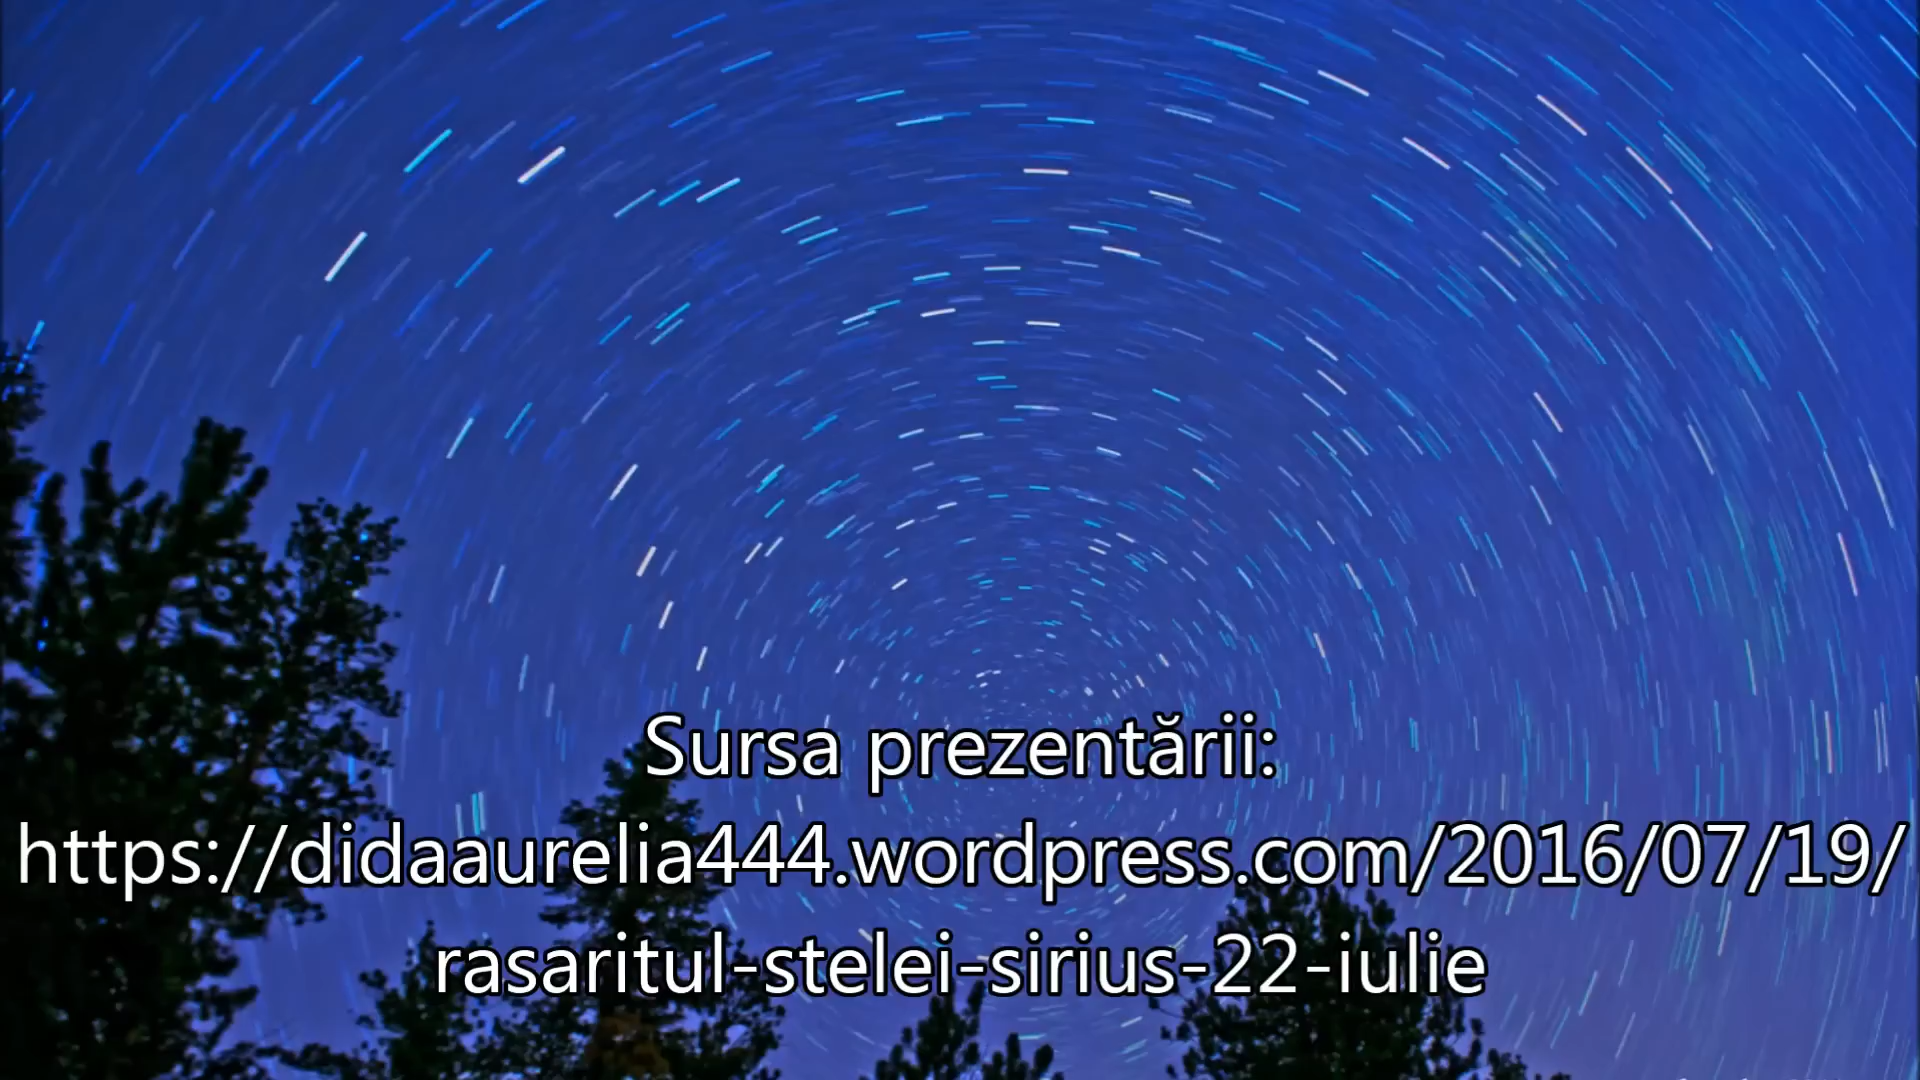 Sursa prezentării:
https://didaaurelia444.wordpress.com/2016/07/19/
rasaritul-stelei-sirius-22-iulie